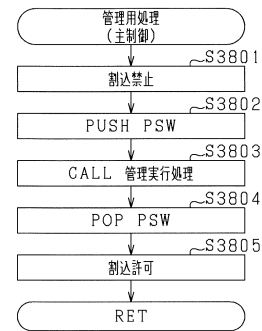 管理用処理
(主制御)
S3801
割込禁止
S3802
PUSH PSW
S3803
CALL 管理実行処理
S3804
POP PSW
S3805
割込許可
RET